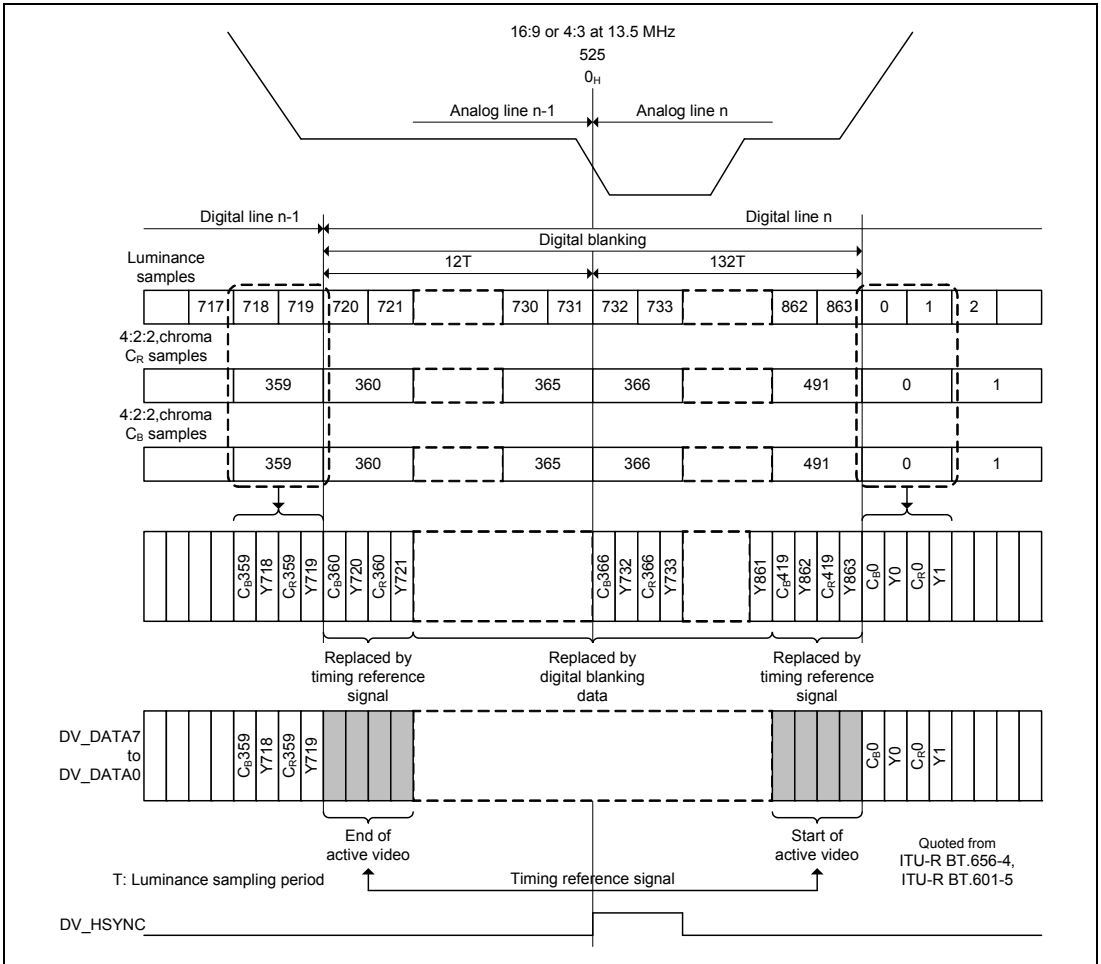 16:9 or 4:3 at 13.5 MHz
525
0H
Analog line n-1 Analog line n
Digital line n-1 Digital line n
Digital blanking
12T 132T
Luminance
samples
717 718 719 720 721 730 731 732 733 862 863 0 1 2
4:2:2,chroma
CR samples
359 360 365 366 491 0 1
4:2:2,chroma
CB samples
359 360 365 366 491 0 1
CB359 Y718 CR359 Y719 CB360 Y720 CR360 Y721 CB366 Y732 CR366 Y733 Y861 CB419 Y862 CR419 Y863 CB0 Y0 CR0 Y1
Replaced by
timing reference
signal
Replaced by
digital blanking
data
Replaced by
timing reference
signal
DV_DATA7
to
DV_DATA0
CB359 Y718 CR359 Y719 CB0 Y0 CR0 Y1
End of
active video
Start of
active video
Quoted from
ITU-R BT.656-4,
ITU-R BT.601-5
T: Luminance sampling period
Timing reference signal
DV_HSYNC